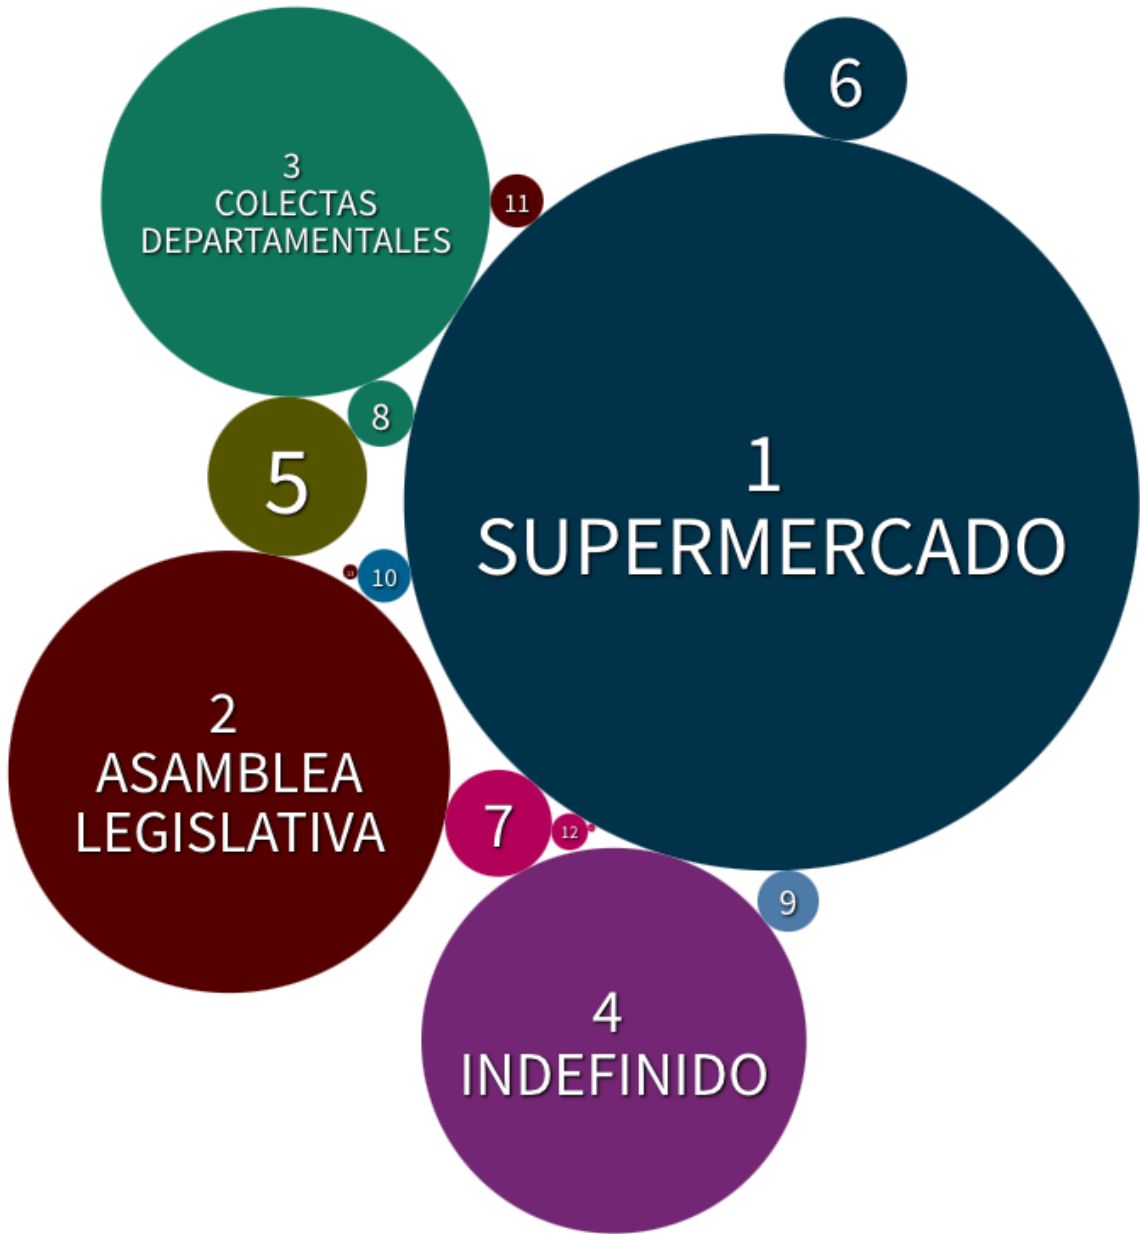 6
3
COLECTAS
DEPARTAMENTALES
11
8
1
SUPERMERCADO
5
10
2
ASAMBLEA
LEGISLATIVA
7
12
9
4
INDEFINIDO